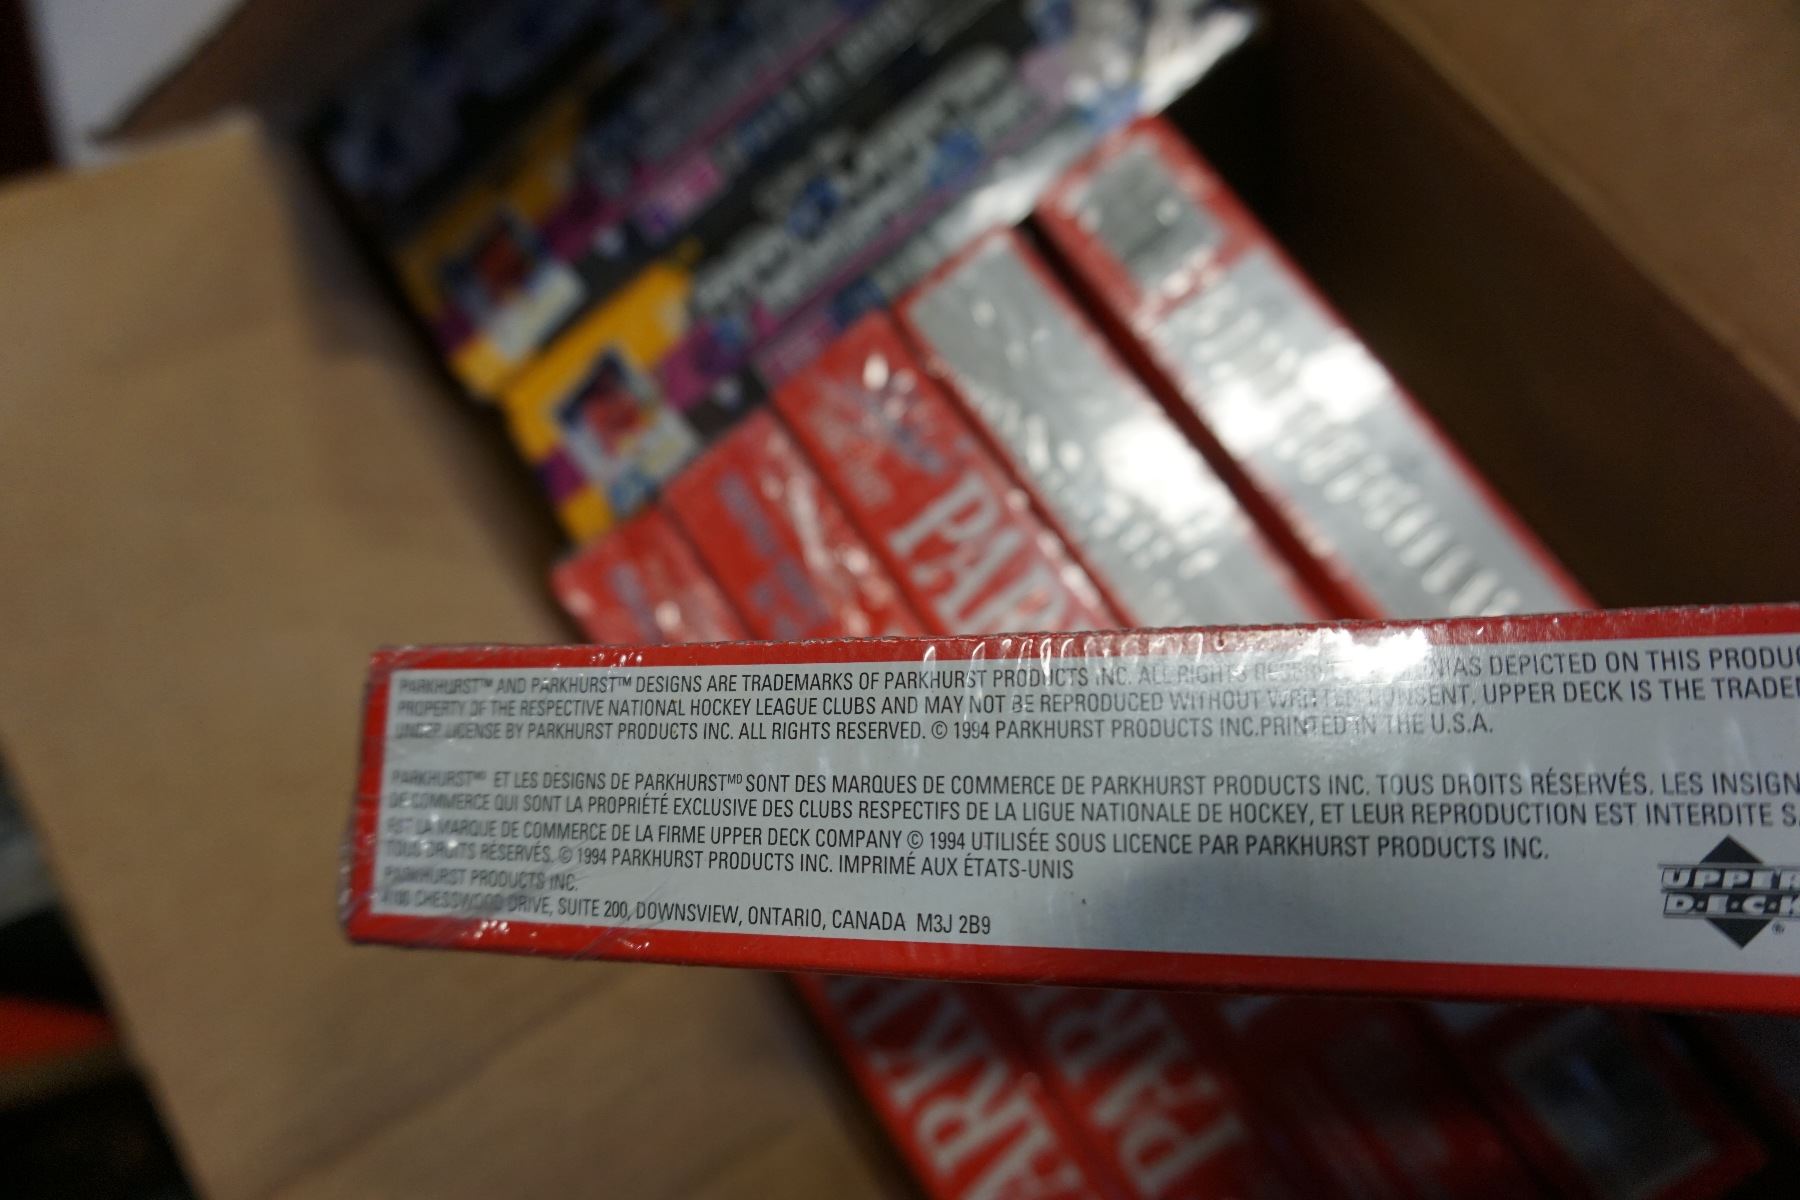 PARKHURST™ AND PARKHURST™ DESIGNS ARE TRADEMARKS OF PARKHURST PRODUCTS INC. ALL RIGHTS AS DEPICTED ON THIS PRODU
PROPERTY OF THE RESPECTIVE NATIONAL HOCKEY LEAGUE CLUBS AND MAY NOT BE REPRODUCED WITHOUT WRITTEN CONSENT. UPPER DECK IS THE TRADE
UNDER LICENSE BY PARKHURST PRODUCTS INC. ALL RIGHTS RESERVED. © 1994 PARKHURST PRODUCTS INC.PRINTED IN THE U.S.A.
PARKHURST MD ET LES DESIGNS DE PARKHURST MD SONT DES MARQUES DE COMMERCE DE PARKHURST PRODUCTS INC. TOUS DROITS RÉSERVÉS. LES INSIGN
DE COMMERCE QUI SONT LA PROPRIÉTÉ EXCLUSIVE DES CLUBS RESPECTIFS DE LA LIGUE NATIONALE DE HOCKEY, ET LEUR REPRODUCTION EST INTERDITE S
EST LA MARQUE DE COMMERCE DE LA FIRME UPPER DECK COMPANY © 1994 UTILISÉE SOUS LICENCE PAR PARKHURST PRODUCTS INC.
TOUS DROITS RÉSERVÉS. © 1994 PARKHURST PRODUCTS INC. IMPRIMÉ AUX ÉTATS-UNIS
PARKHURST PRODUCTS INC.
CHESSWOOD DRIVE, SUITE 200, DOWNSVIEW, ONTARIO, CANADA M3J 2B9
UPPER
D·E·C·K
PAR
ARKH
PARK